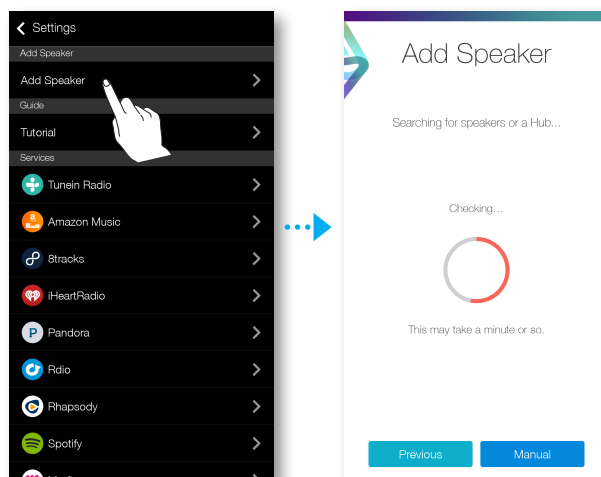 Settings
Add Speaker
Add Speaker
Guide
Tutorial
Services
Tunein Radio
Amazon Music
8tracks
iHeartRadio
P Pandora
Rdio
Rhapsody
Spotify
Add Speaker
Searching for speakers or a Hub...
Checking...
This may take a minute or so.
Previous
Manual